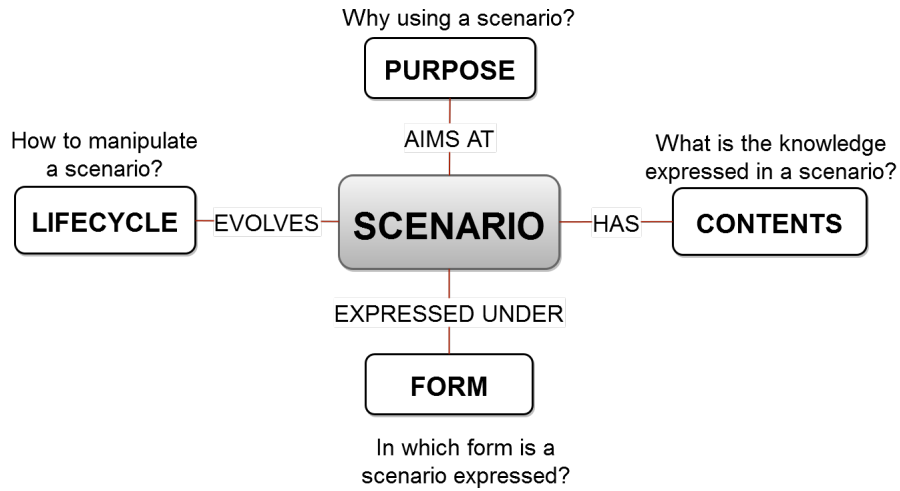 Why using a scenario?
PURPOSE
AIMS AT
How to manipulate
a scenario?
LIFECYCLE
EVOLVES
SCENARIO
HAS
What is the knowledge
expressed in a scenario?
CONTENTS
EXPRESSED UNDER
FORM
In which form is a
scenario expressed?